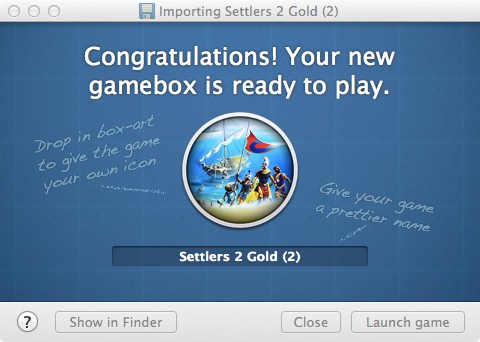 Importing Settlers 2 Gold (2)
Congratulations! Your new
gamebox is ready to play.
Drop in box-art
to give the game
your own icon
Give your game
a prettier name
Settlers 2 Gold (2)
?
Show in Finder
Close
Launch game